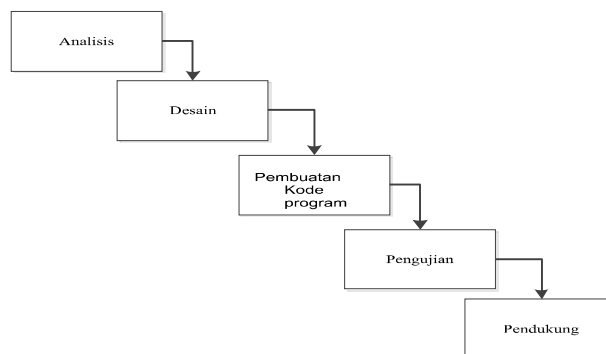 Analisis
Desain
Pembuatan
Kode
program
Pengujian
Pendukung